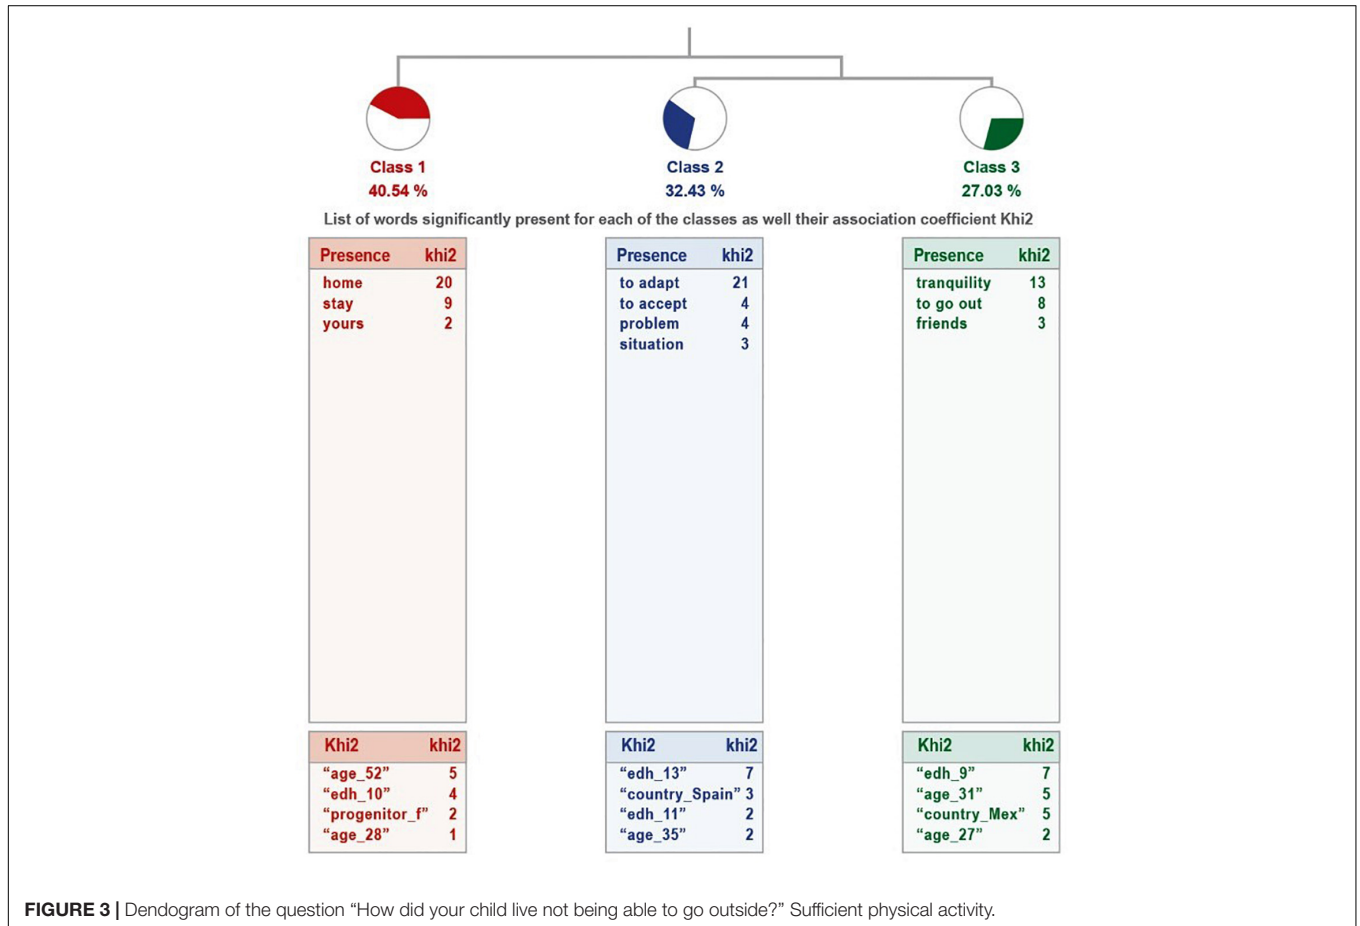 Class 1
40.54 %
Class 2
32.43 %
Class 3
27.03 %
List of words significantly present for each of the classes as well their association coefficient Khi2
Presence khi2
home 20
stay 9
yours 2
Presence khi2
to adapt 21
to accept 4
problem 4
situation 3
Presence khi2
tranquility 13
to go out 8
friends 3
Khi2 khi2
“age_52” 5
“edh_10” 4
“progenitor_f” 2
“age_28” 1
Khi2 khi2
“edh_13” 7
“country_Spain” 3
“edh_11” 2
“age_35” 2
Khi2 khi2
“edh_9” 7
“age_31” 5
“country_Mex” 5
“age_27” 2
FIGURE 3 | Dendogram of the question “How did your child live not being able to go outside?” Sufficient physical activity.